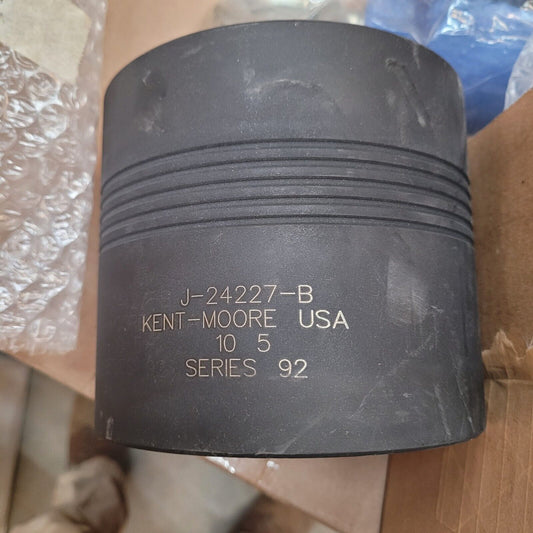 J-24227-B
KENT-MOORE USA
10 5
SERIES 92